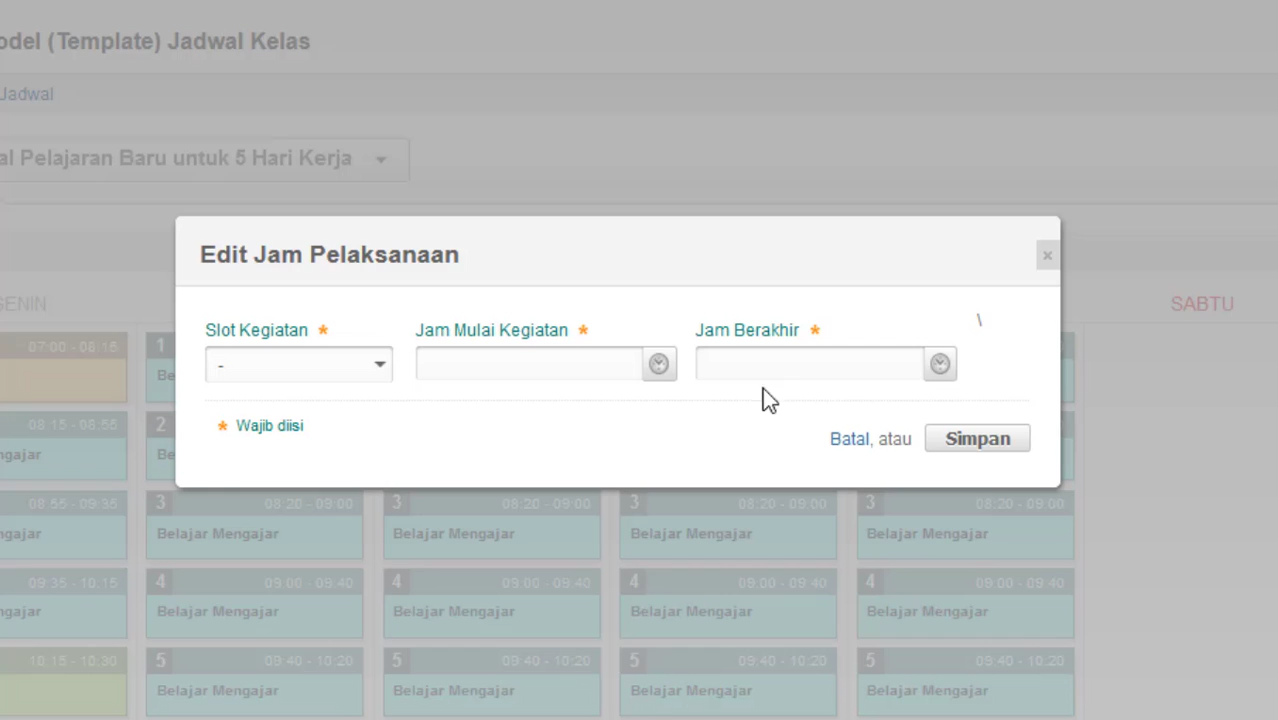 odel (Template) Jadwal Kelas
Jadwal
al Pelajaran Baru untuk 5 Hari Kerja
Edit Jam Pelaksanaan ×
SENIN SABTU
Slot Kegiatan * Jam Mulai Kegiatan * Jam Berakhir * \
-
* Wajib diisi
Batal, atau Simpan
07:00 - 08:15 1
Be
08:15 - 08:55 2
ngajar Be
08:55 - 09:35 3 08:20 - 09:00 3 08:20 - 09:00 3 08:20 - 09:00 3 08:20 - 09:00
ngajar Belajar Mengajar Belajar Mengajar Belajar Mengajar Belajar Mengajar
09:35 - 10:15 4 09:00 - 09:40 4 09:00 - 09:40 4 09:00 - 09:40 4 09:00 - 09:40
ngajar Belajar Mengajar Belajar Mengajar Belajar Mengajar Belajar Mengajar
10:15 - 10:30 5 09:40 - 10:20 5 09:40 - 10:20 5 09:40 - 10:20 5 09:40 - 10:20
Belajar Mengajar Belajar Mengajar Belajar Mengajar Belajar Mengajar